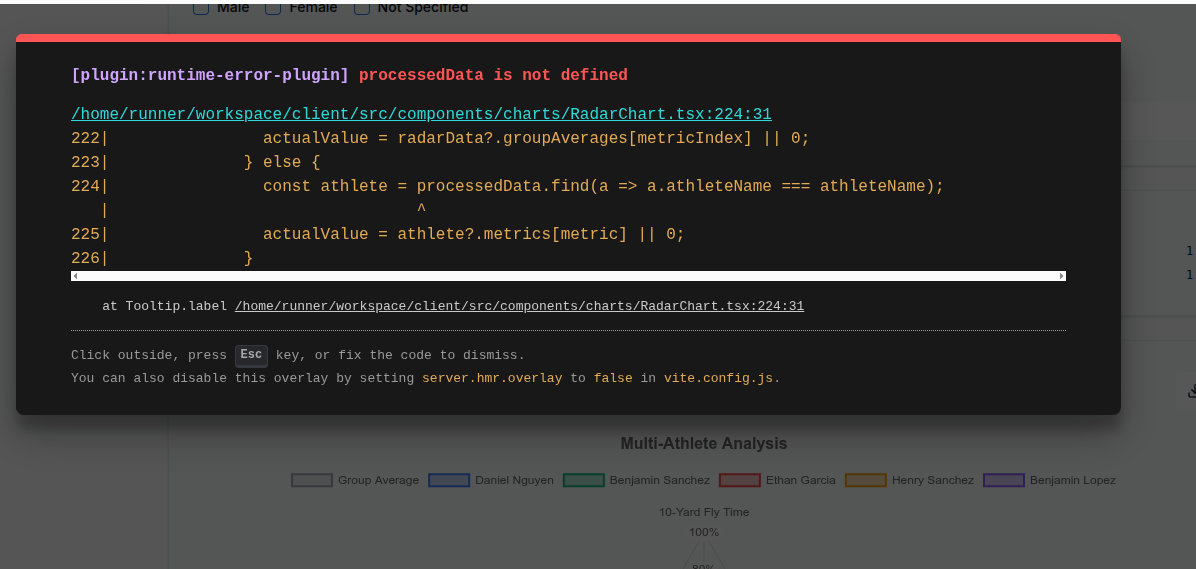 Male Female Not Specified
[plugin:runtime-error-plugin] processedData is not defined
/home/runner/workspace/client/src/components/charts/RadarChart.tsx:224:31
222|                actualValue = radarData?.groupAverages[metricIndex] || 0;
223|              } else {
224|                const athlete = processedData.find(a => a.athleteName === athleteName);
   |                                ^
225|                actualValue = athlete?.metrics[metric] || 0;
226|              }
at Tooltip.label /home/runner/workspace/client/src/components/charts/RadarChart.tsx:224:31
Click outside, press Esc key, or fix the code to dismiss.
You can also disable this overlay by setting server.hmr.overlay to false in vite.config.js.
Multi-Athlete Analysis
Group Average Daniel Nguyen Benjamin Sanchez Ethan Garcia Henry Sanchez Benjamin Lopez
10-Yard Fly Time
100%
80%